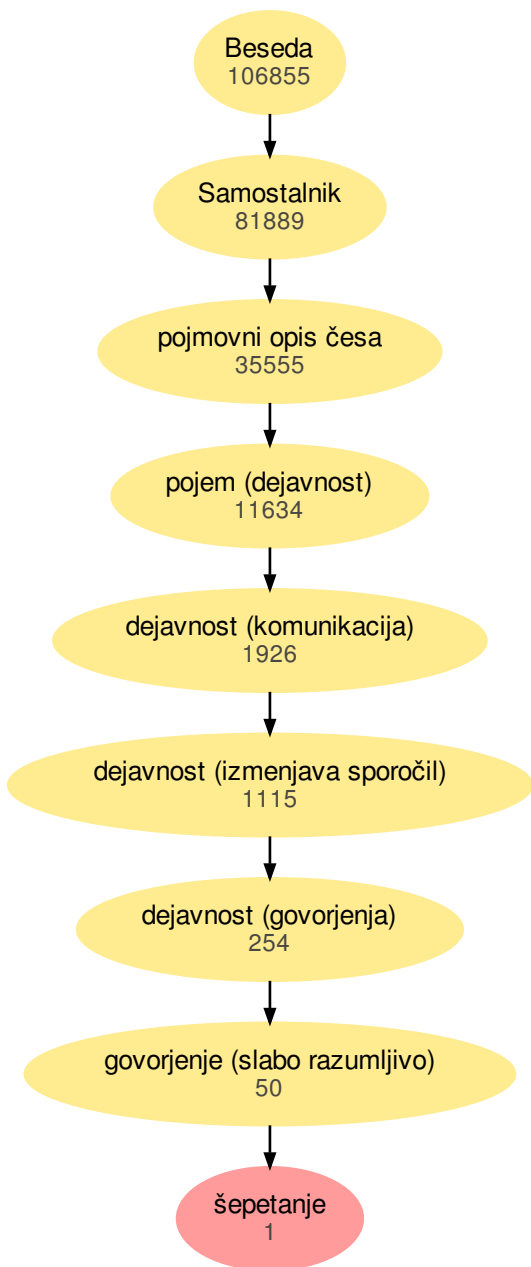 Beseda
106855
Samostalnik
81889
pojmovni opis česa
35555
pojem (dejavnost)
11634
dejavnost (komunikacija)
1926
dejavnost (izmenjava sporočil)
1115
dejavnost (govorjenja)
254
govorjenje (slabo razumljivo)
50
šepetanje
1